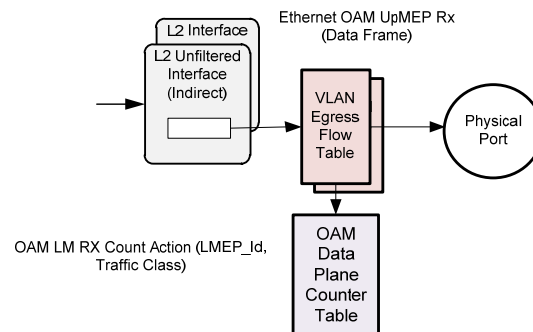 Ethernet OAM UpMEP Rx
(Data Frame)
L2 Interface
L2 Unfiltered
Interface
(Indirect)
VLAN
Egress
Flow
Table
Physical
Port
OAM LM RX Count Action (LMEP_Id,
Traffic Class)
OAM
Data
Plane
Counter
Table